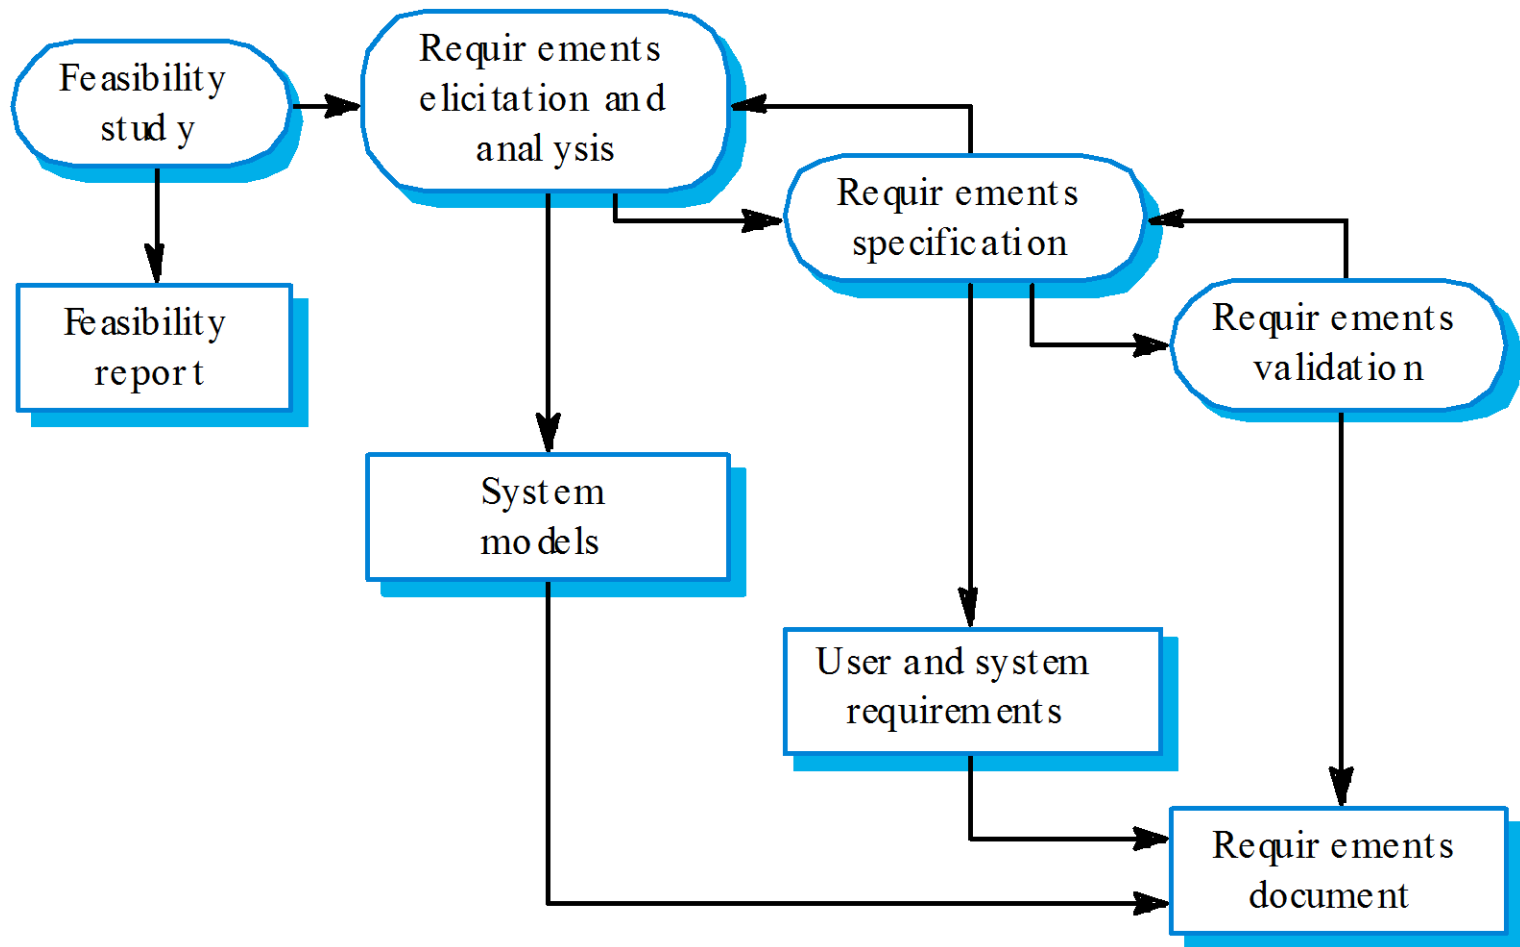 Feasibility
study
Requirements
elicitation and
analysis
Requirements
specification
Requirements
validation
Feasibility
report
System
models
User and system
requirements
Requirements
document